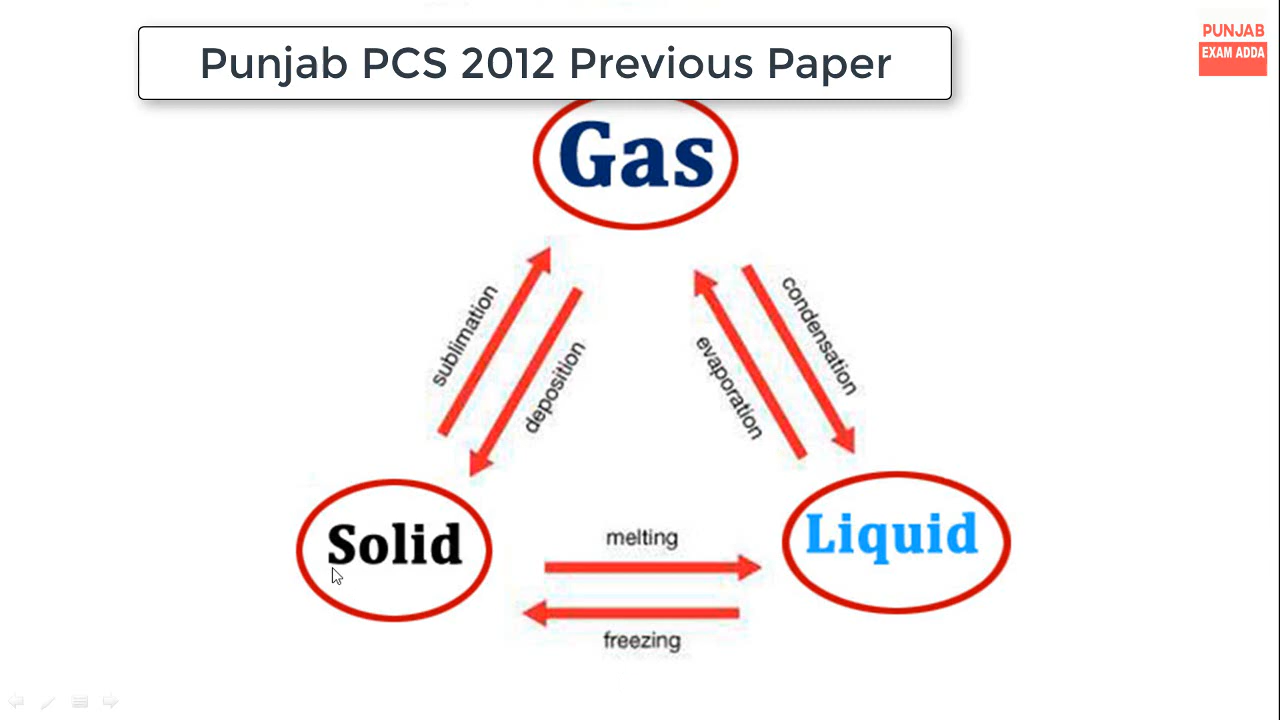 Punjab PCS 2012 Previous Paper
PUNJAB
EXAM ADDA
Gas
sublimation
deposition
evaporation
condensation
Solid
melting
Liquid
freezing